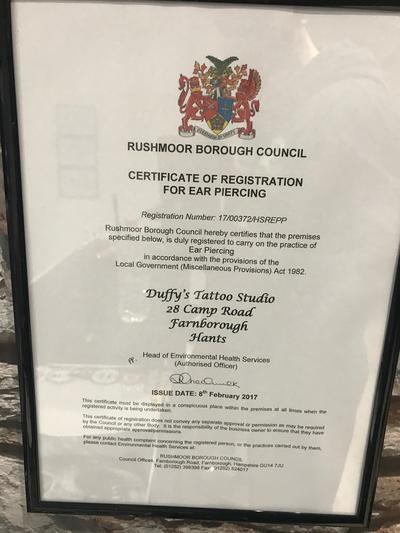 RUSHMOOR BOROUGH COUNCIL
CERTIFICATE OF REGISTRATION
FOR EAR PIERCING
Registration Number: 17/00372/HSREPP
Rushmoor Borough Council hereby certifies that the premises
specified below, is duly registered to carry on the practice of
Ear Piercing
in accordance with the provisions of the
Local Government (Miscellaneous Provisions) Act 1982.
Duffy's Tattoo Studio
28 Camp Road
Farnborough
Hants
Head of Environmental Health Services
(Authorised Officer)
ISSUE DATE: 8th February 2017
This certificate must be displayed in a conspicuous place within the premises at all times when the
registered activity is being undertaken.
This certificate of registration does not convey any separate approval or permission as may be required
by the Council or any other Body. It is the responsibility of the business owner to ensure that they have
obtained appropriate approval/permissions.
For any public health complaint concerning the registered person, or the practices carried out by them,
please contact Environmental Health Services at:
RUSHMOOR BOROUGH COUNCIL
Council Offices, Farnborough Road, Farnborough, Hampshire GU14 7JU
Tel: (01252) 398398 Fax: (01252) 524017